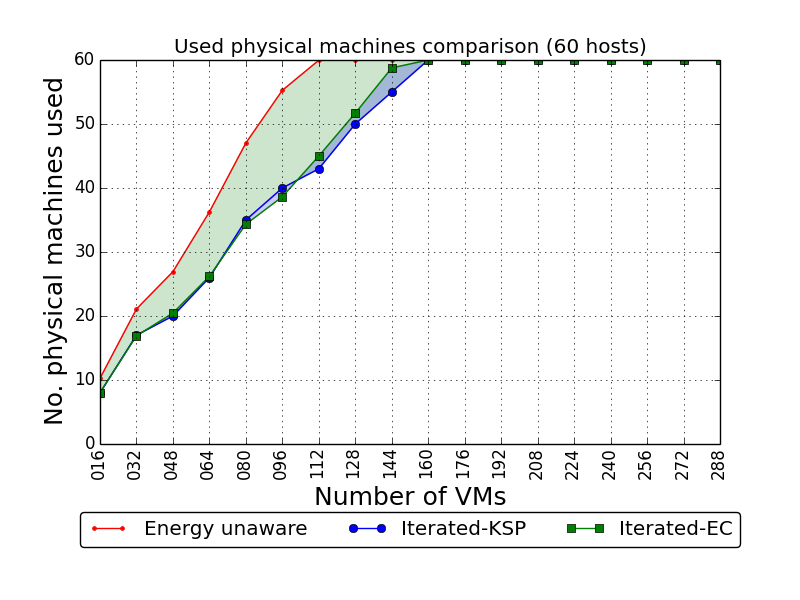 Used physical machines comparison (60 hosts)
No. physical machines used
60
50
40
30
20
10
0
016 032 048 064 080 096 112 128 144 160 176 192 208 224 240 256 272 288
Number of VMs
Energy unaware Iterated-KSP Iterated-EC